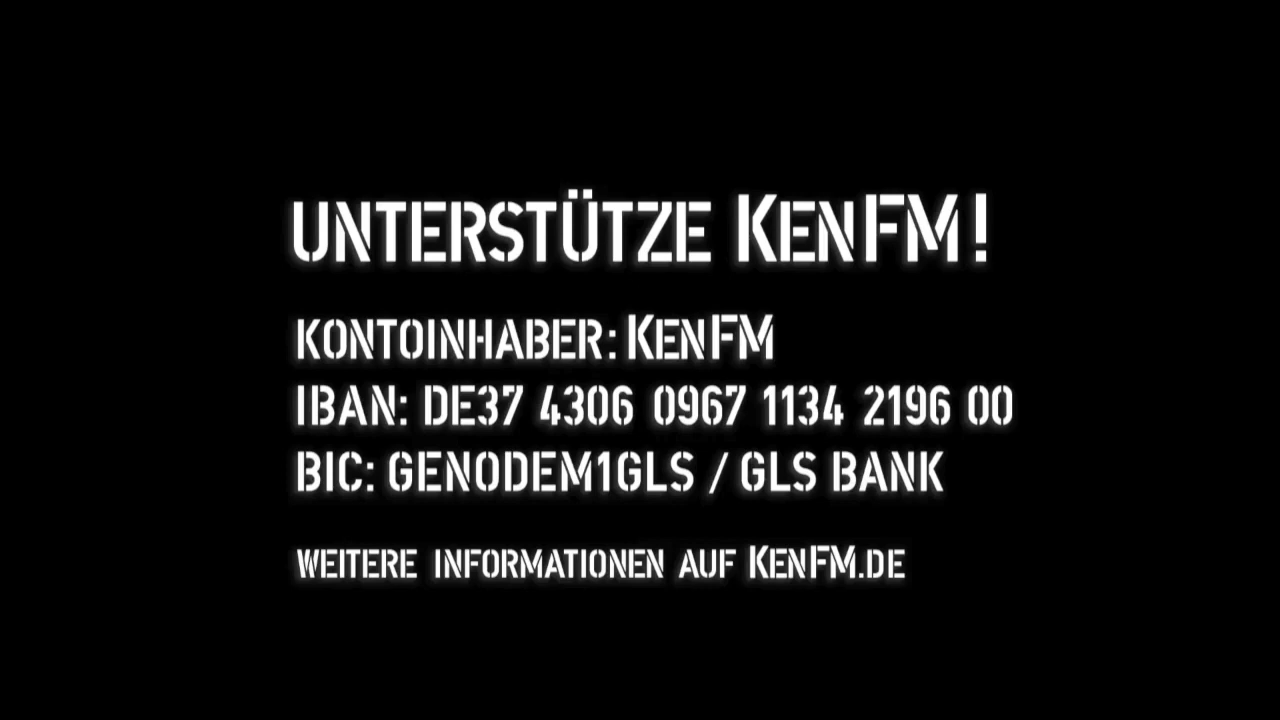 UNTERSTÜTZE KENFM!
KONTOINHABER: KENFM
IBAN: DE37 4306 0967 1134 2196 00
BIC: GENODEM1GLS / GLS BANK
WEITERE INFORMATIONEN AUF KENFM.DE